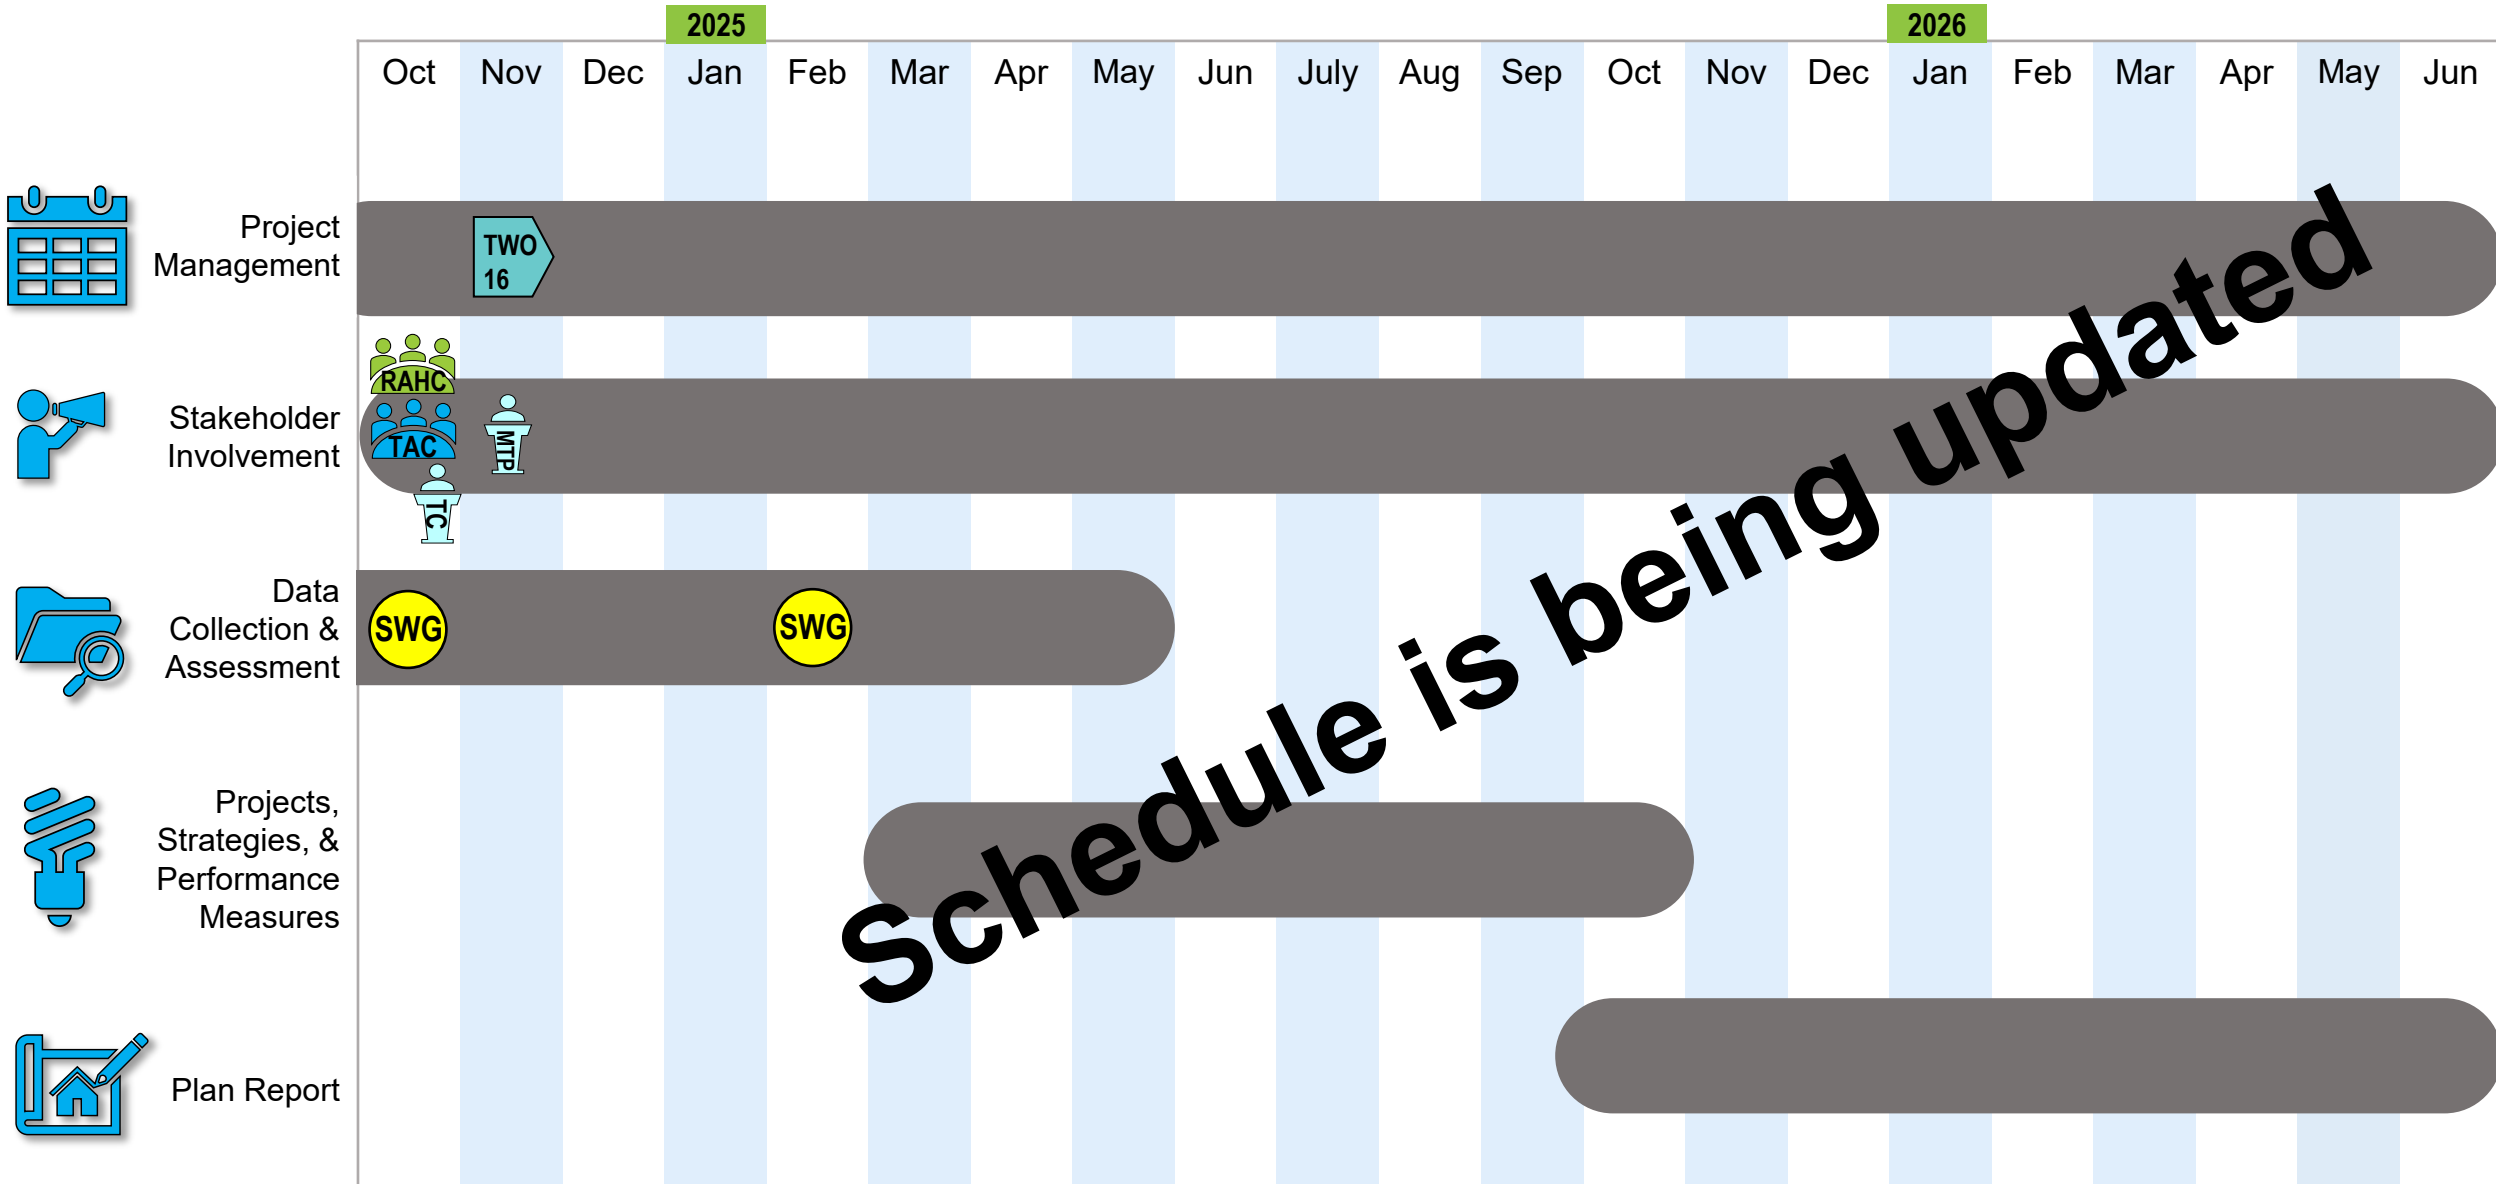 2025 2026
Oct Nov Dec Jan Feb Mar Apr May Jun July Aug Sep Oct Nov Dec Jan Feb Mar Apr May Jun
Project
Management
TWO
16
RAHC
Stakeholder
Involvement
TAC
MTP
TC
Data
Collection &
Assessment
SWG SWG
Projects,
Strategies, &
Performance
Measures
Plan Report
Schedule is being updated